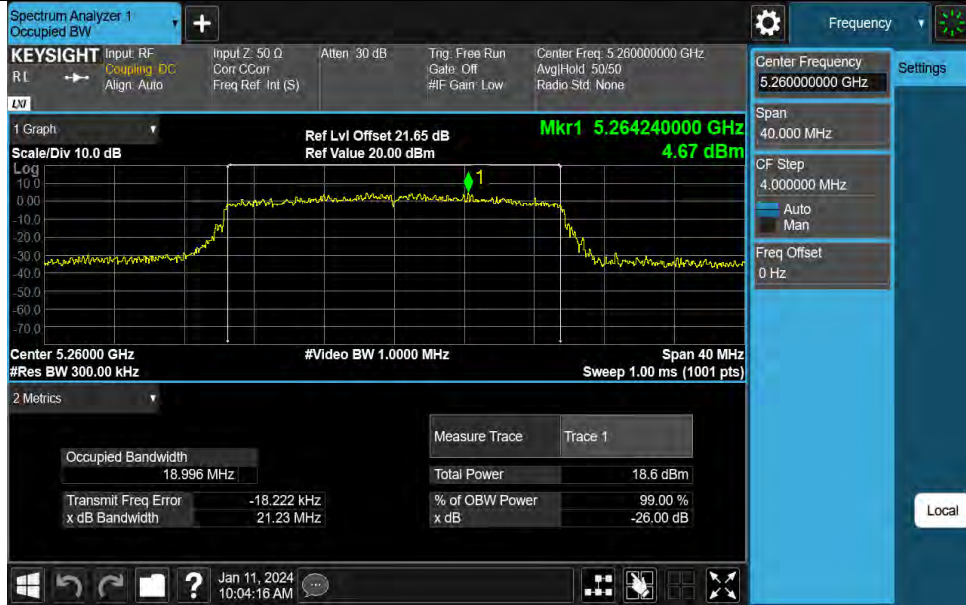 Spectrum Analyzer 1
Occupied BW
+
Frequency
KEYSIGHT
RL
LXI
Input: RF
Coupling: DC
Align: Auto
Input Z: 50 Ω
Corr CCorr
Freq Ref: Int (S)
Atten: 30 dB
Trig: Free Run
Gate: Off
#IF Gain: Low
Center Freq: 5.260000000 GHz
Avg|Hold: 50/50
Radio Std: None
Center Frequency
5.260000000 GHz
Settings
Span
40.000 MHz
CF Step
4.000000 MHz
Auto
Man
Freq Offset
0 Hz
Local
1 Graph
Scale/Div 10.0 dB
Ref Lvl Offset 21.65 dB
Ref Value 20.00 dBm
Mkr1 5.264240000 GHz
4.67 dBm
Log
10.0
0.00
-10.0
-20.0
-30.0
-40.0
-50.0
-60.0
-70.0
1
Center 5.26000 GHz
#Video BW 1.0000 MHz
Span 40 MHz
#Res BW 300.00 kHz
Sweep 1.00 ms (1001 pts)
2 Metrics
Measure Trace Trace 1
Occupied Bandwidth
18.996 MHz
Total Power 18.6 dBm
Transmit Freq Error -18.222 kHz
% of OBW Power 99.00 %
x dB Bandwidth 21.23 MHz
x dB -26.00 dB
?
Jan 11, 2024
10:04:16 AM